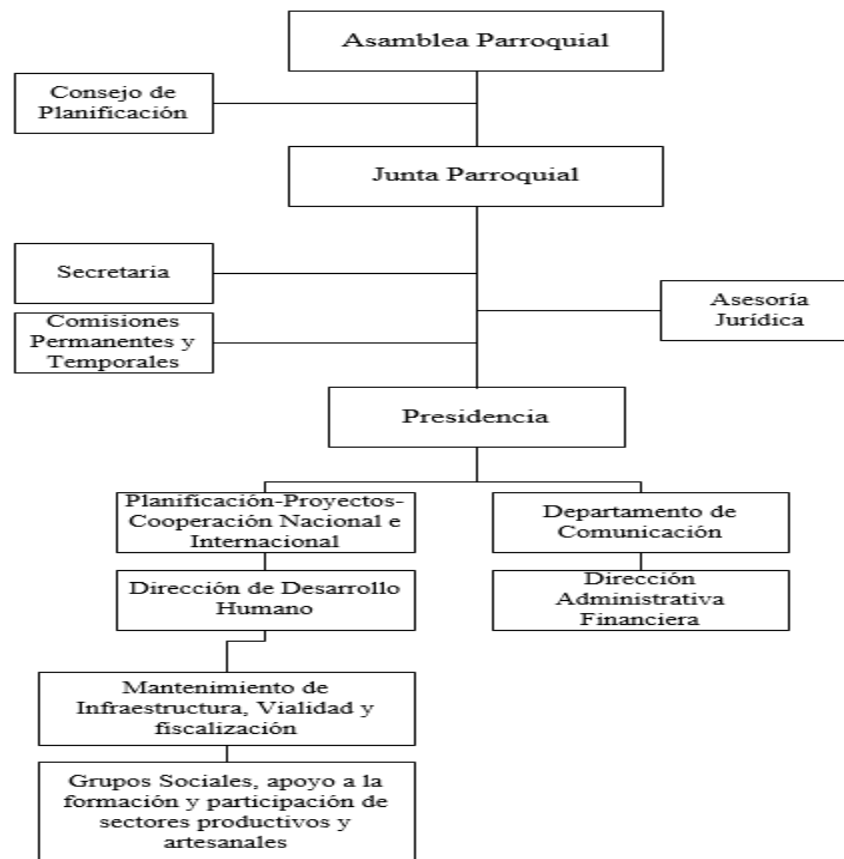 Asamblea Parroquial
Consejo de
Planificación
Junta Parroquial
Secretaria
Asesoría
Jurídica
Comisiones
Permanentes y
Temporales
Presidencia
Planificación-Proyectos-
Cooperación Nacional e
Internacional
Departamento de
Comunicación
Dirección de Desarrollo
Humano
Dirección
Administrativa
Financiera
Mantenimiento de
Infraestructura, Vialidad y
fiscalización
Grupos Sociales, apoyo a la
formación y participación de
sectores productivos y
artesanales